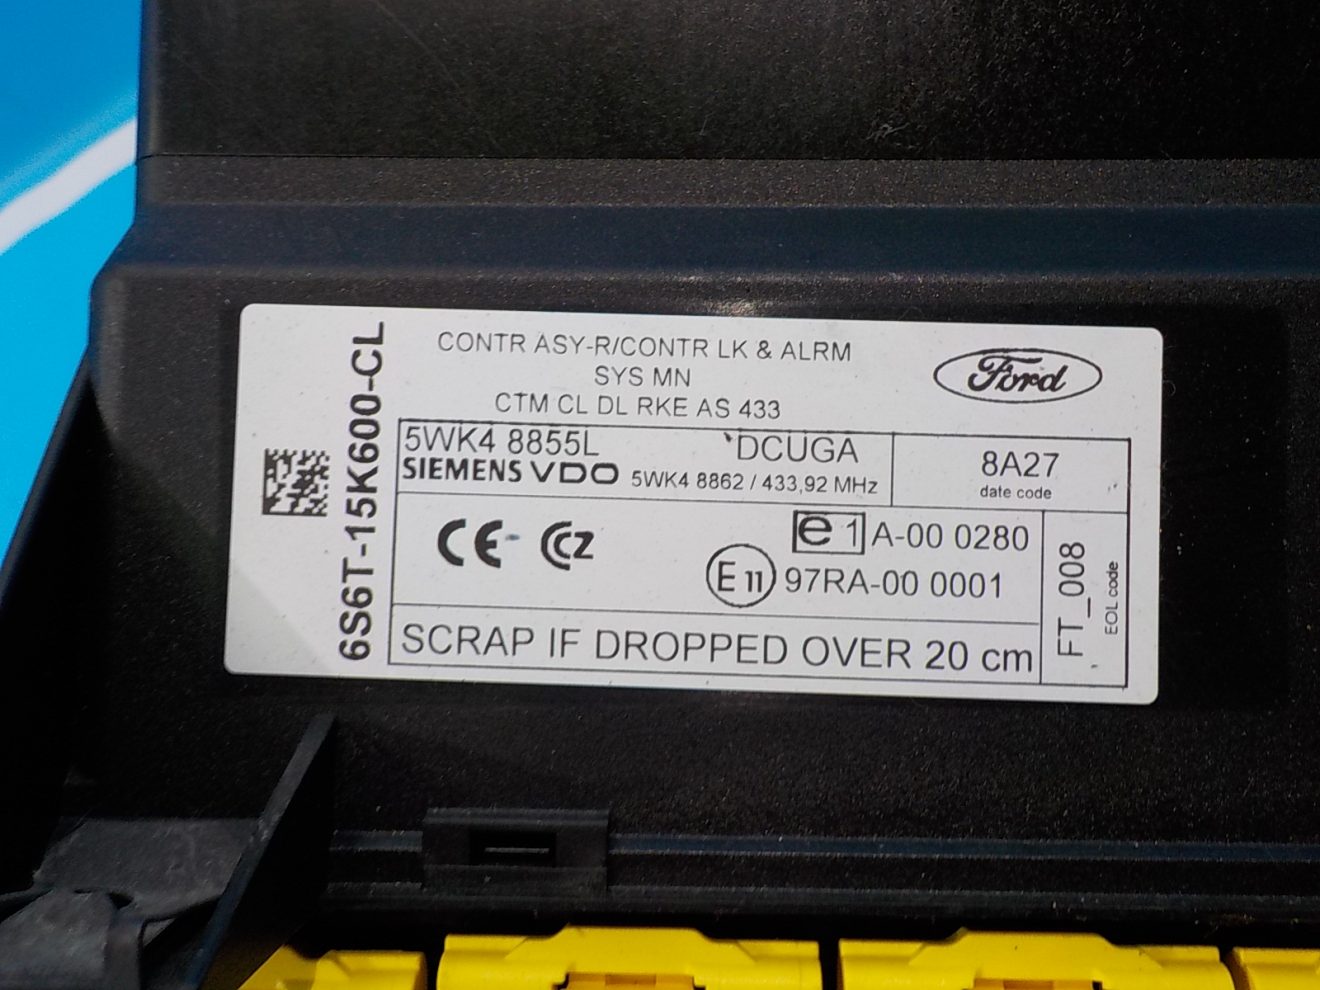 CONTR ASY-R/CONTR LK & ALRM
SYS MN
CTM CL DL RKE AS 433
Ford
6S6T-15K600-CL
5WK4 8855L DCUGA
SIEMENS VDO 5WK4 8862 / 433,92 MHz
8A27
date code
CE CZ
e 1 A-00 0280
E 11 97RA-00 0001
FT_008
EOL code
SCRAP IF DROPPED OVER 20 cm